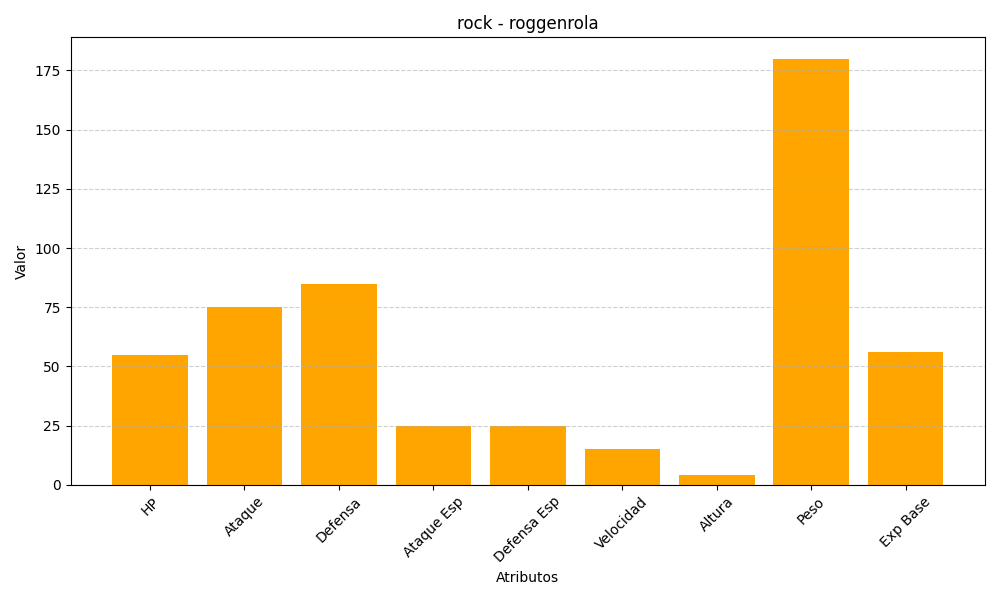 rock - roggenrola
Valor
175
150
125
100
75
50
25
0
HP
Ataque
Defensa
Ataque Esp
Defensa Esp
Velocidad
Altura
Peso
Exp Base
Atributos